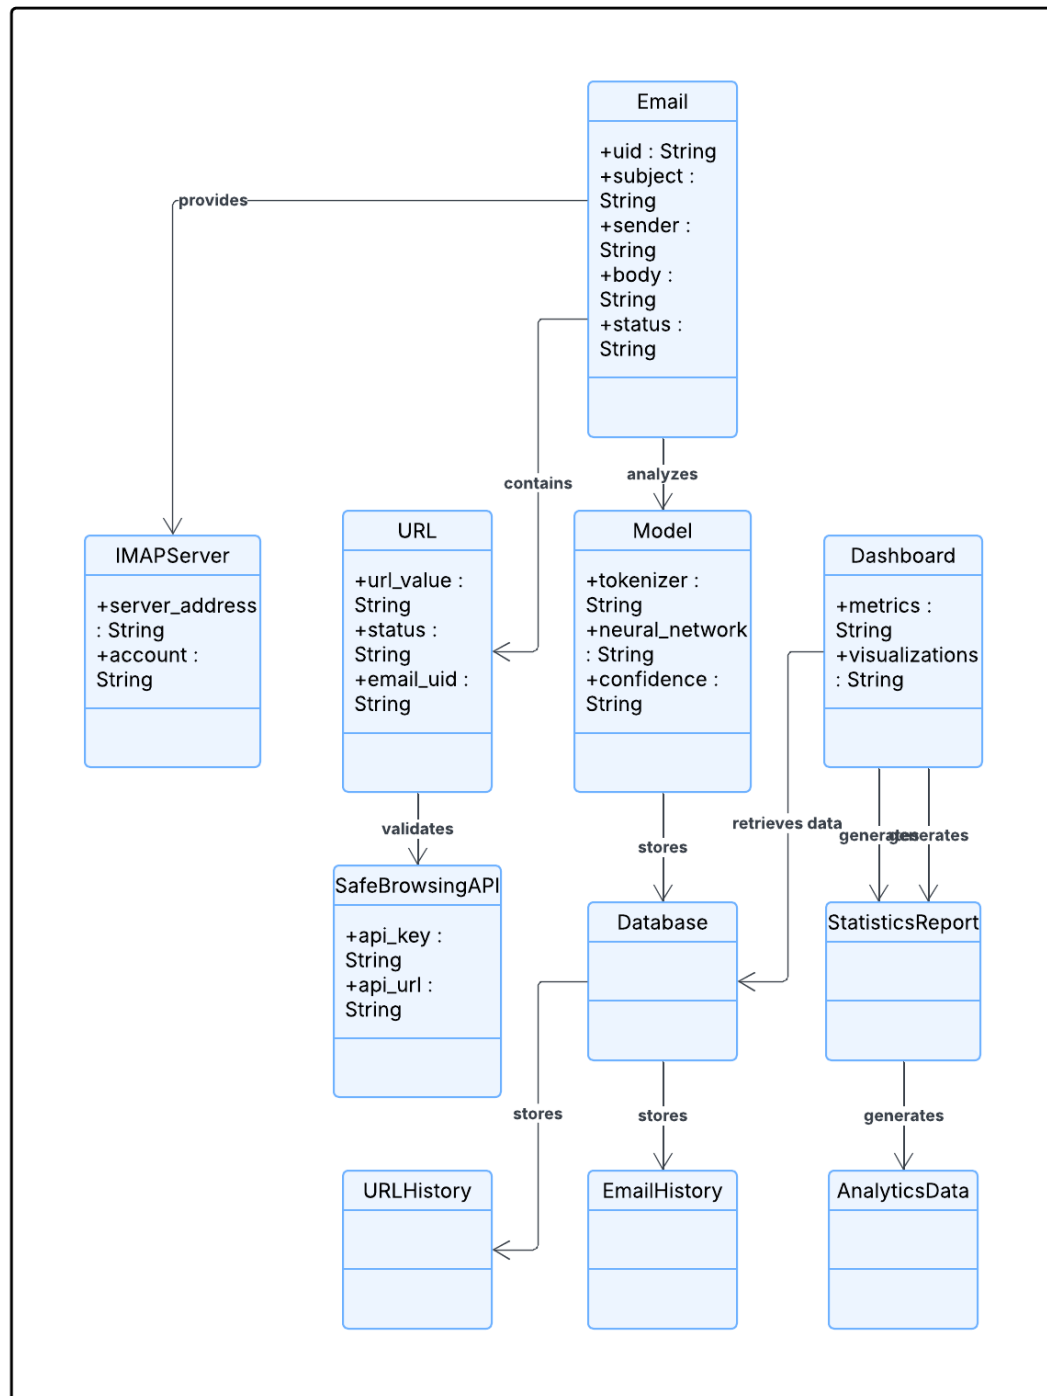 Email
+uid : String
+subject :
String
+sender :
String
+body :
String
+status :
String
provides
contains
analyzes
IMAPServer
+server_address
: String
+account :
String
URL
+url_value :
String
+status :
String
+email_uid :
String
Model
+tokenizer :
String
+neural_network
: String
+confidence :
String
Dashboard
+metrics :
String
+visualizations
: String
validates
stores
retrieves data
generates
generates
SafeBrowsingAPI
+api_key :
String
+api_url :
String
Database
StatisticsReport
stores
stores
generates
URLHistory
EmailHistory
AnalyticsData